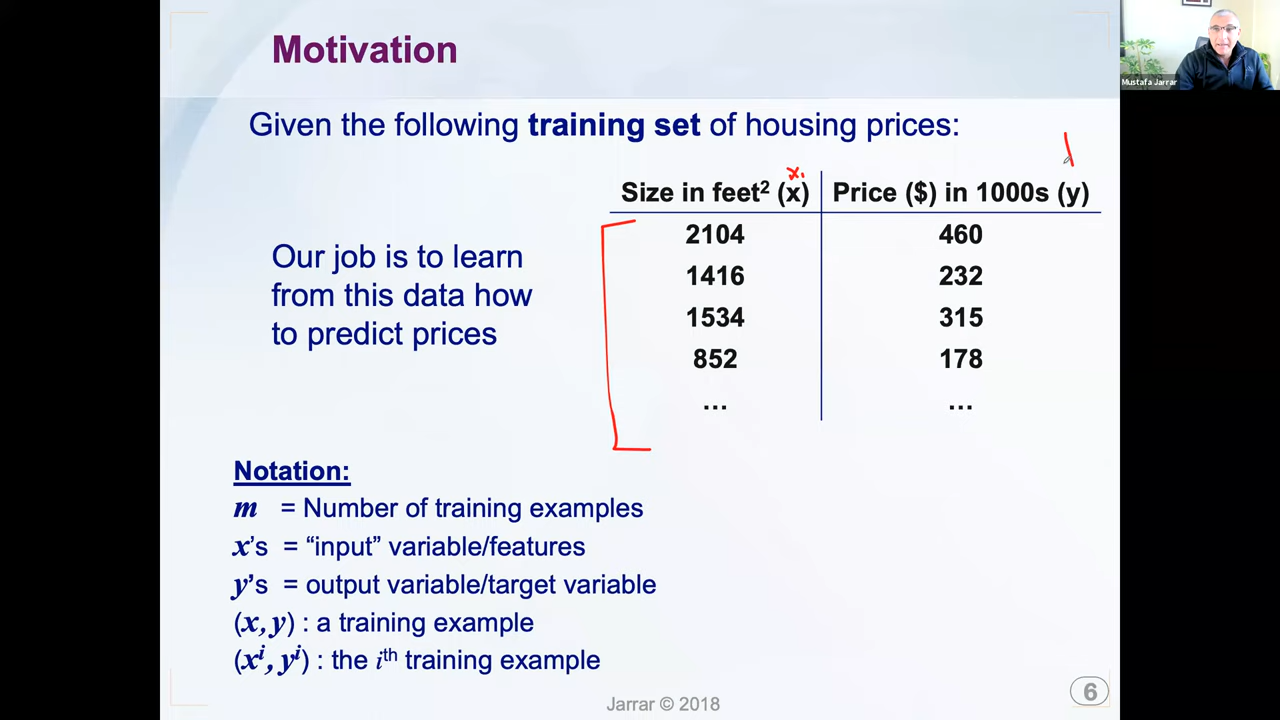 Motivation
Mustafa Jarrar
Given the following training set of housing prices:
x₁
Size in feet² (x) Price ($) in 1000s (y)
2104 460
1416 232
1534 315
852 178
... ...
Our job is to learn
from this data how
to predict prices
Notation:
m = Number of training examples
x's = “input” variable/features
y's = output variable/target variable
(x, y) : a training example
(xⁱ, yⁱ) : the iᵗʰ training example
Jarrar © 2018
6